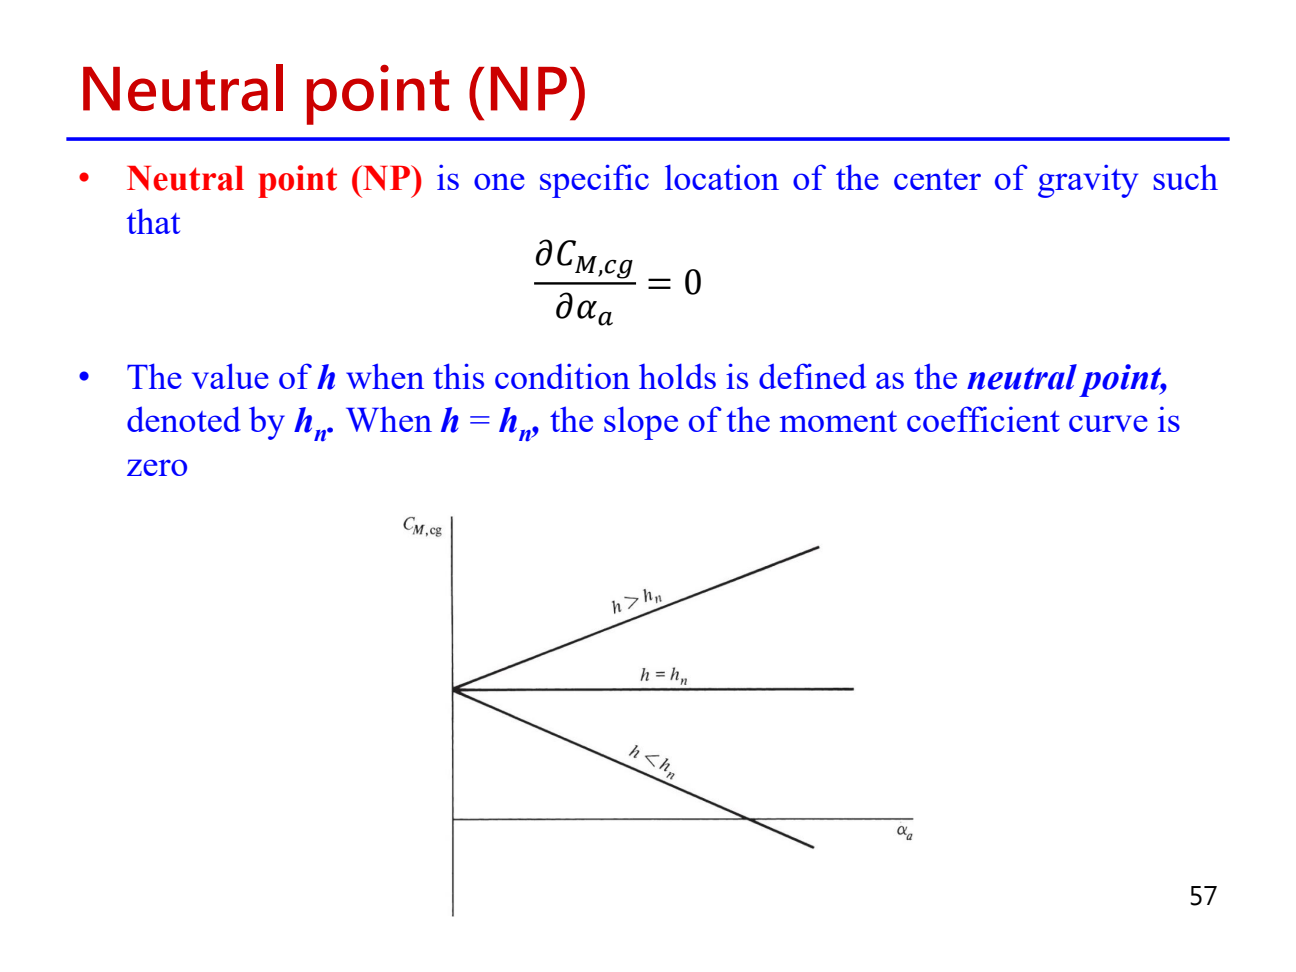 Neutral point (NP)
• Neutral point (NP) is one specific location of the center of gravity such
that
∂C_{M,cg}/∂α_a = 0
• The value of h when this condition holds is defined as the neutral point,
denoted by h_n. When h = h_n, the slope of the moment coefficient curve is
zero
C_{M,cg}
h > h_n
h = h_n
h < h_n
α_a
57